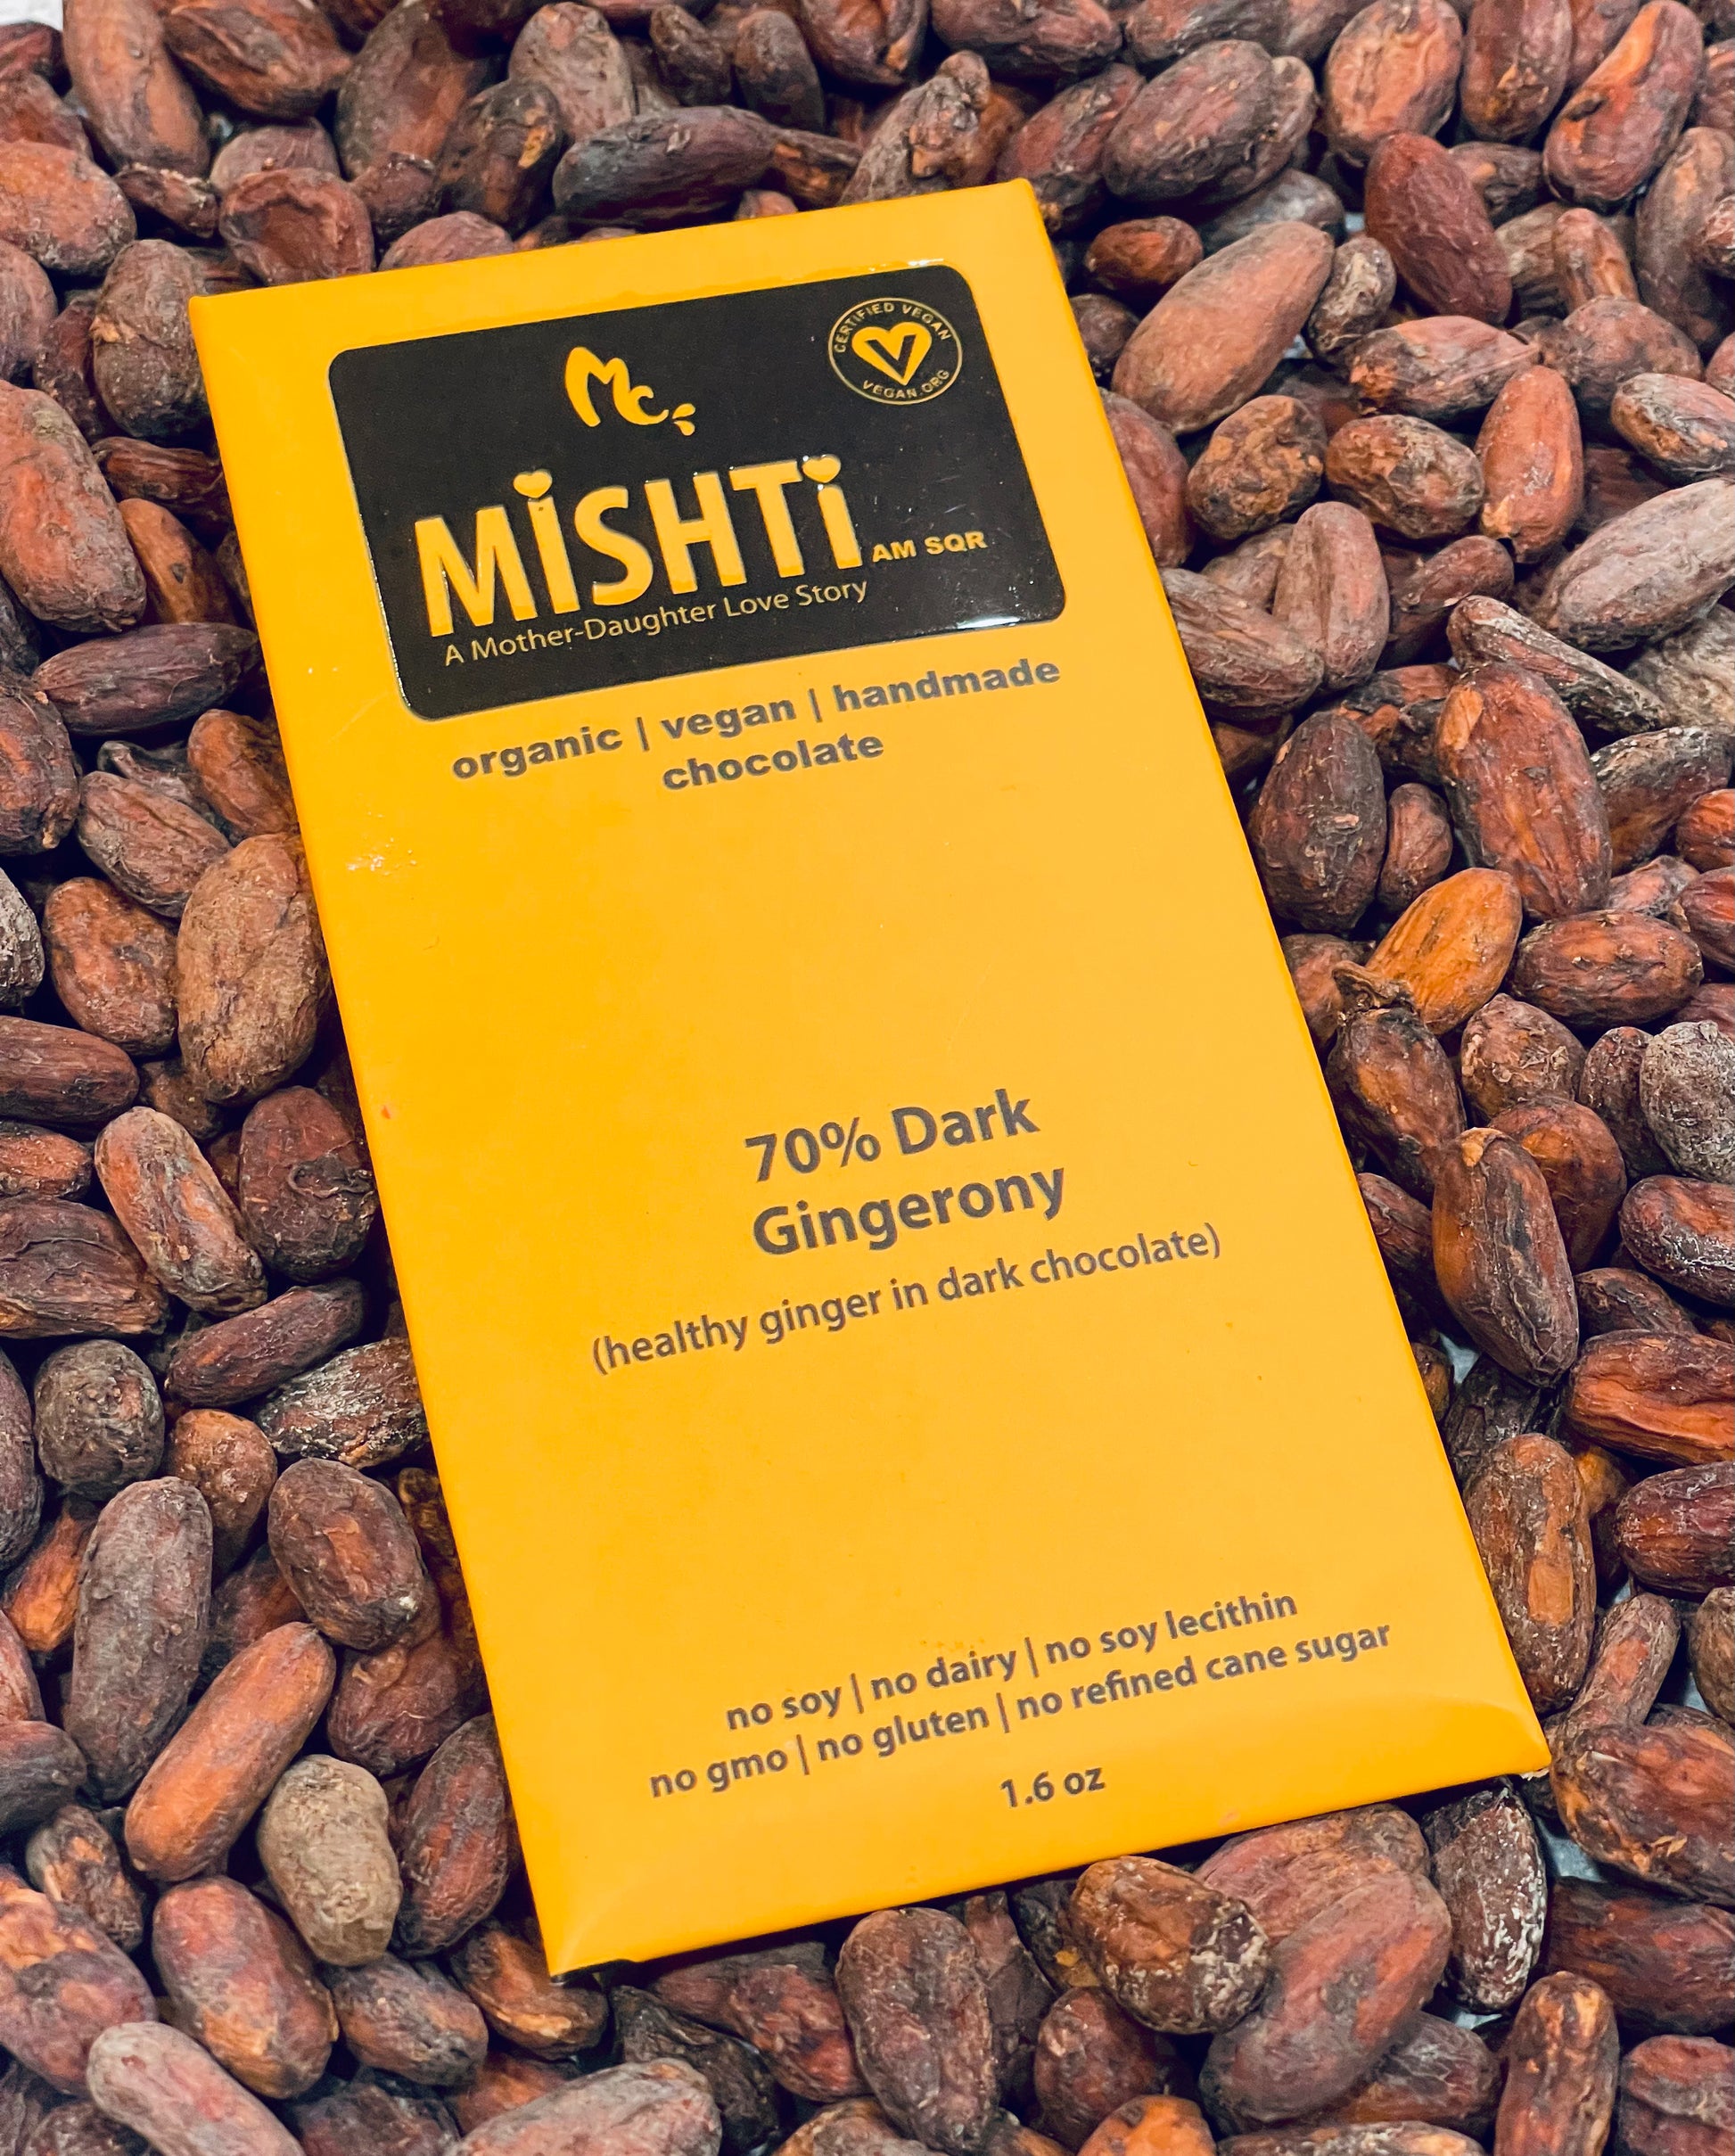 Mc
CERTIFIED VEGAN
V
VEGAN.ORG
MiSHTi AM SQR
A Mother-Daughter Love Story
organic | vegan | handmade
chocolate
70% Dark
Gingerony
(healthy ginger in dark chocolate)
no soy | no dairy | no soy lecithin
no gmo | no gluten | no refined cane sugar
1.6 oz